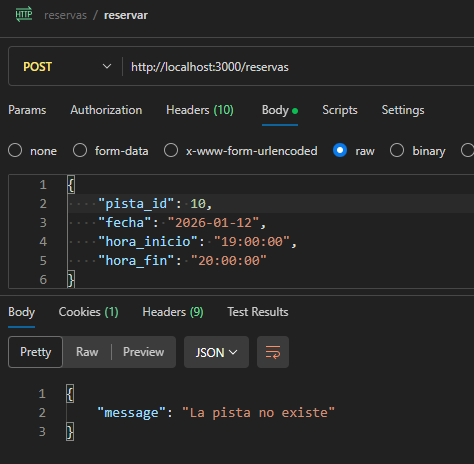 HTTP reservas / reservar
POST http://localhost:3000/reservas
Params Authorization Headers (10) Body Scripts Settings
none form-data x-www-form-urlencoded raw binary
1 {
2 "pista_id": 10,
3 "fecha": "2026-01-12",
4 "hora_inicio": "19:00:00",
5 "hora_fin": "20:00:00"
6 }
Body Cookies (1) Headers (9) Test Results
Pretty Raw Preview JSON
1 {
2 "message": "La pista no existe"
3 }